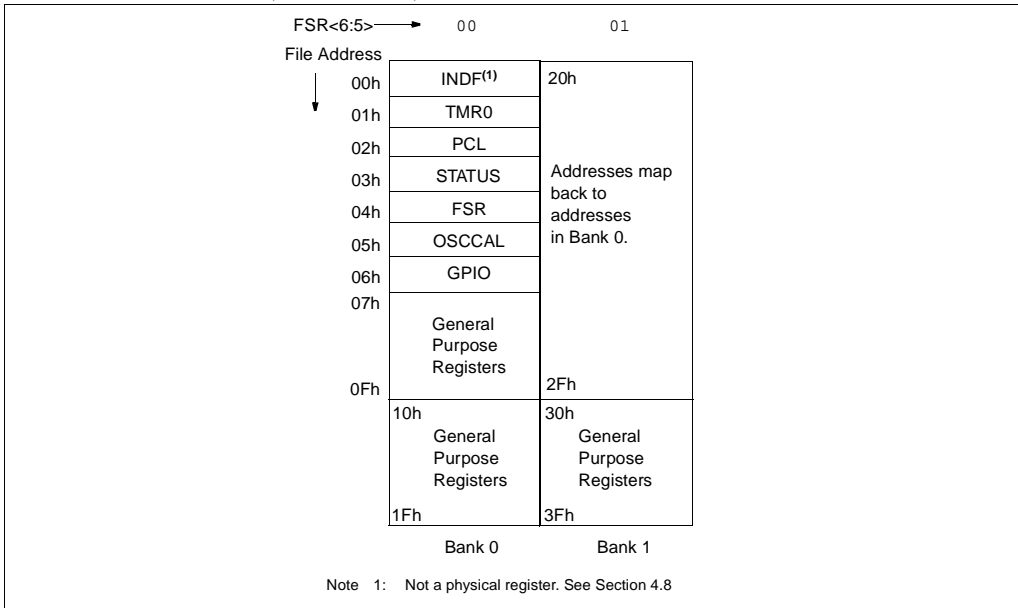 FSR<6:5> 00 01
File Address
00h INDF(1) 20h
01h TMR0
02h PCL
03h STATUS Addresses map
back to
04h FSR addresses
05h OSCCAL in Bank 0.
06h GPIO
07h
General
Purpose
Registers
0Fh 2Fh
10h 30h
General General
Purpose Purpose
Registers Registers
1Fh 3Fh
Bank 0 Bank 1
Note 1: Not a physical register. See Section 4.8